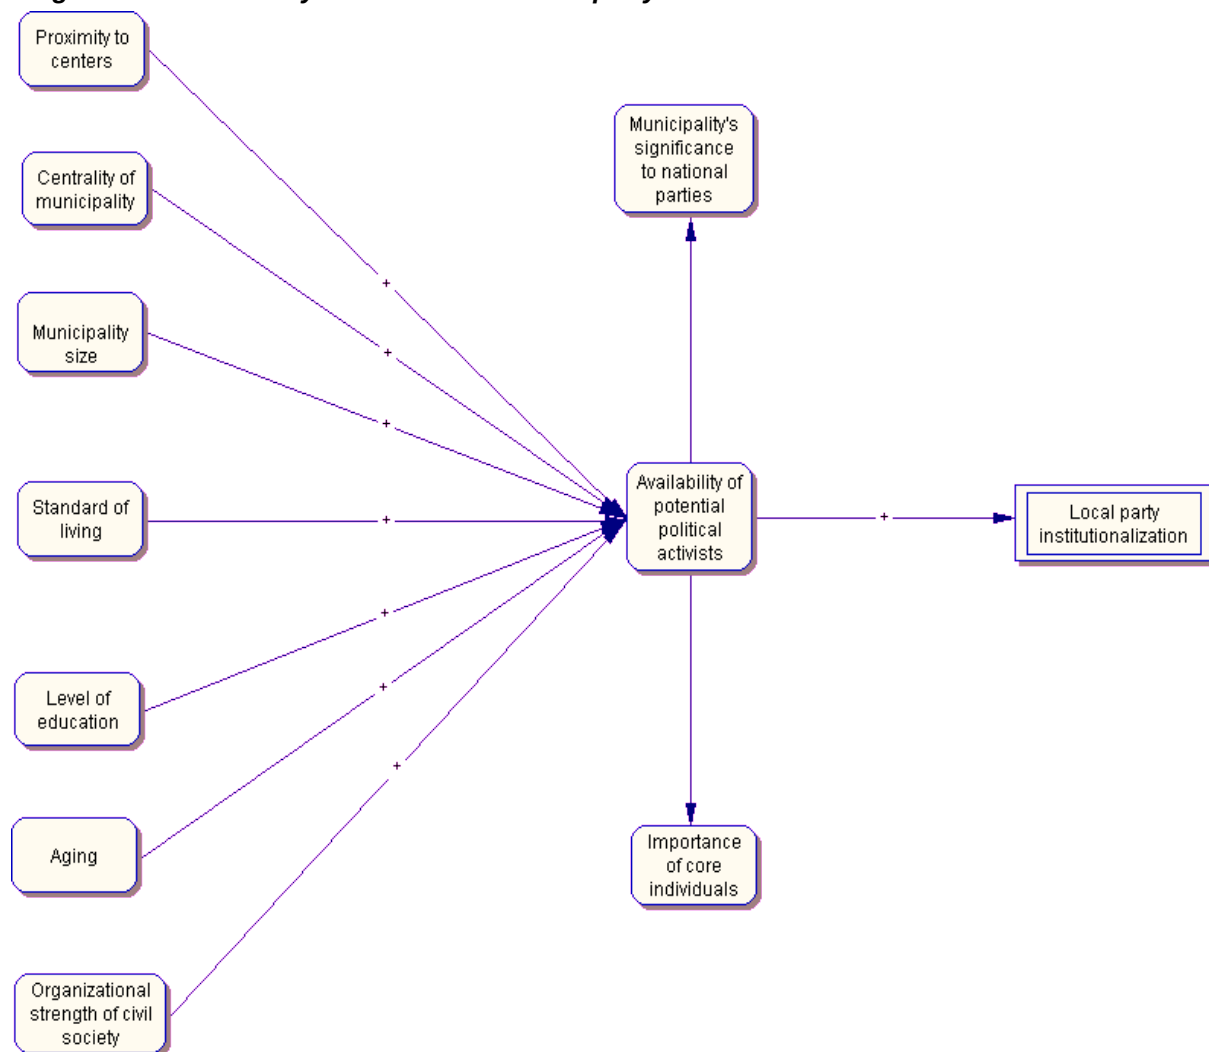 Proximity to
centers
Centrality of
municipality
Municipality
size
Standard of
living
Level of
education
Aging
Organizational
strength of civil
society
+
+
+
+
+
+
+
Municipality's
significance
to national
parties
Availability of
potential
political
activists
Importance
of core
individuals
+
Local party
institutionalization